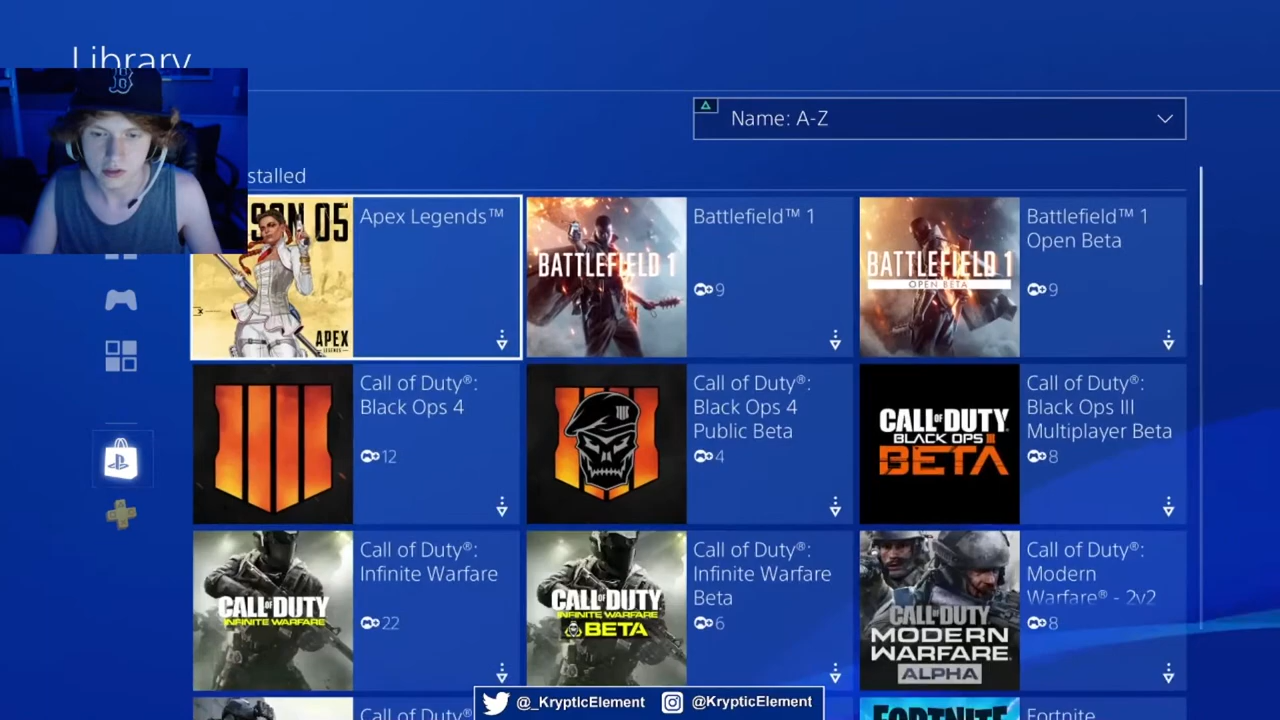 Library
Name: A-Z
stalled
SON 05
APEX
LEGENDS
Apex Legends™
BATTLEFIELD 1
Battlefield™ 1
9
BATTLEFIELD 1
OPEN BETA
Battlefield™ 1
Open Beta
9
Call of Duty®:
Black Ops 4
12
Call of Duty®:
Black Ops 4
Public Beta
4
CALL OF DUTY
BLACK OPS III
BETA
Call of Duty®:
Black Ops III
Multiplayer Beta
8
CALL OF DUTY
INFINITE WARFARE
Call of Duty®:
Infinite Warfare
22
CALL OF DUTY
INFINITE WARFARE
BETA
Call of Duty®:
Infinite Warfare
Beta
6
CALL OF DUTY
MODERN
WARFARE
ALPHA
Call of Duty®:
Modern
Warfare® - 2v2
8
Call of Duty®
FORTNITE
Fortnite
@_KrypticElement
@KrypticElement